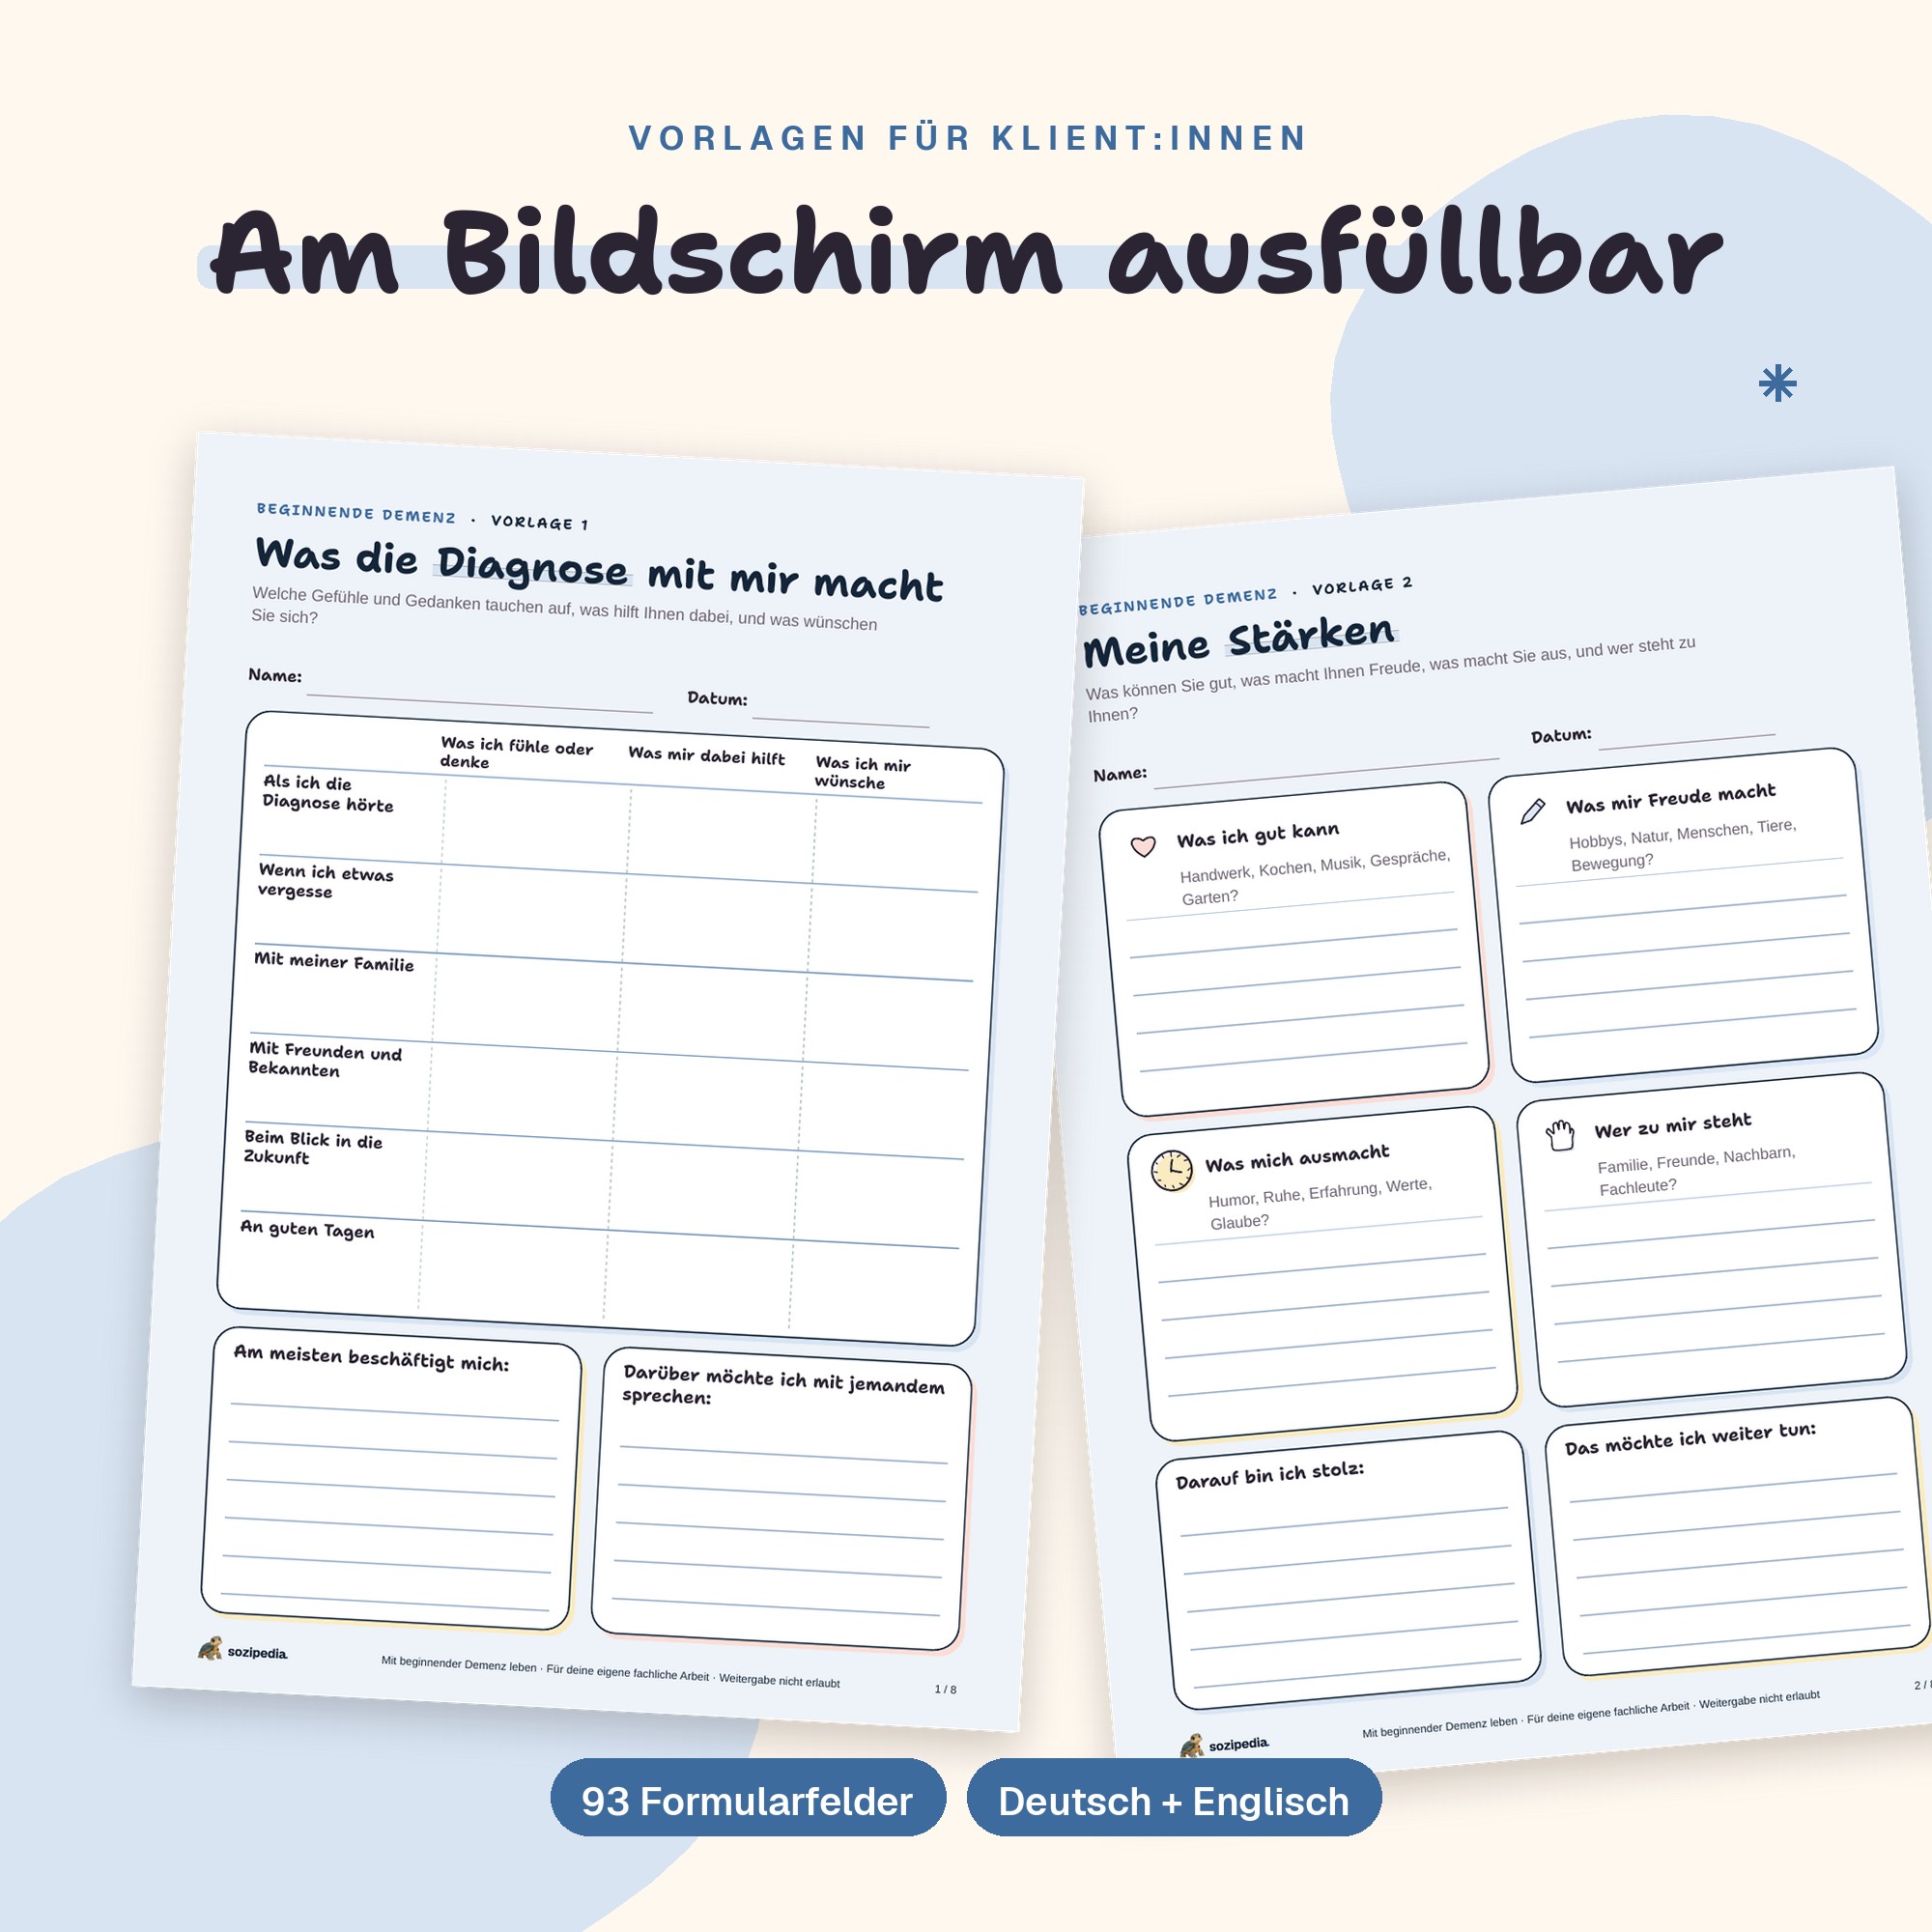 VORLAGEN FÜR KLIENT:INNEN
Am Bildschirm ausfüllbar
BEGINNENDE DEMENZ · VORLAGE 1
Was die Diagnose mit mir macht
Welche Gefühle und Gedanken tauchen auf, was hilft Ihnen dabei, und was wünschen
Sie sich?
Name:
Datum:
Was ich fühle oder
denke
Was mir dabei hilft
Was ich mir
wünsche
Als ich die
Diagnose hörte
Wenn ich etwas
vergesse
Mit meiner Familie
Mit Freunden und
Bekannten
Beim Blick in die
Zukunft
An guten Tagen
Am meisten beschäftigt mich:
Darüber möchte ich mit jemandem
sprechen:
sozipedia.
Mit beginnender Demenz leben · Für deine eigene fachliche Arbeit · Weitergabe nicht erlaubt
1 / 8
BEGINNENDE DEMENZ · VORLAGE 2
Meine Stärken
Was können Sie gut, was macht Ihnen Freude, was macht Sie aus, und wer steht zu
Ihnen?
Name:
Datum:
Was ich gut kann
Handwerk, Kochen, Musik, Gespräche,
Garten?
Was mir Freude macht
Hobbys, Natur, Menschen, Tiere,
Bewegung?
Was mich ausmacht
Humor, Ruhe, Erfahrung, Werte,
Glaube?
Wer zu mir steht
Familie, Freunde, Nachbarn,
Fachleute?
Darauf bin ich stolz:
Das möchte ich weiter tun:
sozipedia.
Mit beginnender Demenz leben · Für deine eigene fachliche Arbeit · Weitergabe nicht erlaubt
2 / 8
93 Formularfelder
Deutsch + Englisch